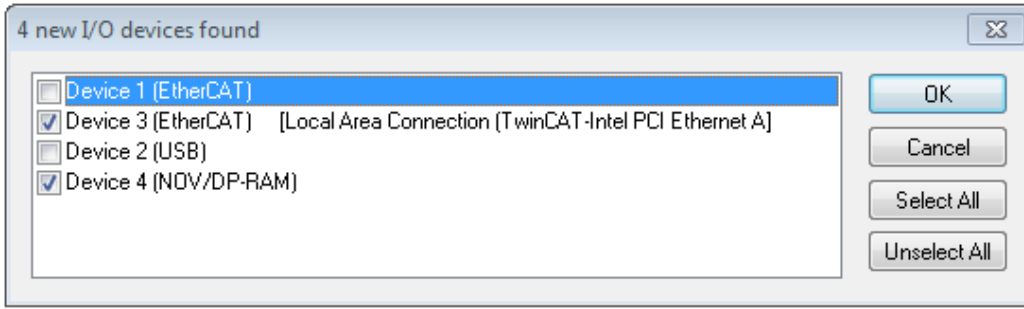 4 new I/O devices found
Device 1 (EtherCAT)
Device 3 (EtherCAT) [Local Area Connection (TwinCAT-Intel PCI Ethernet A]
Device 2 (USB)
Device 4 (NOV/DP-RAM)
OK
Cancel
Select All
Unselect All